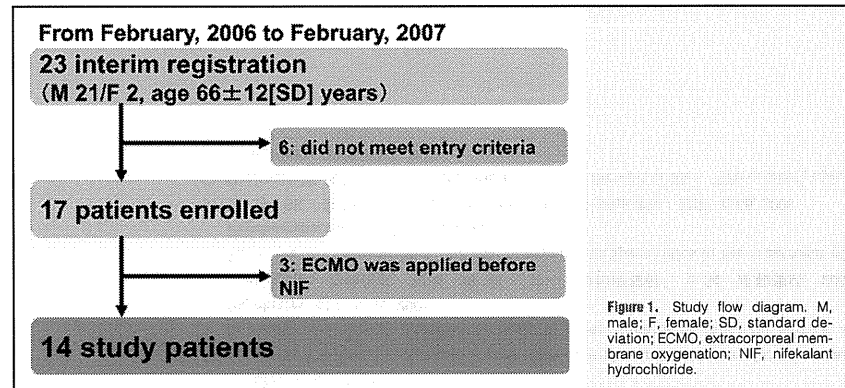 From February, 2006 to February, 2007
23 interim registration
(M 21/F 2, age 66±12[SD] years)
6: did not meet entry criteria
17 patients enrolled
3: ECMO was applied before
NIF
14 study patients
Figure 1. Study flow diagram. M,
male; F, female; SD, standard de-
viation; ECMO, extracorporeal mem-
brane oxygenation; NIF, nifekalant
hydrochloride.